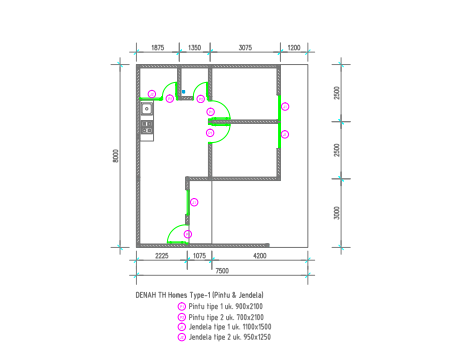 1875 1350 3075 1200
2500
8000
2500
3000
2225 1075 4200
7500
DENAH TH Homes Type-1 (Pintu & Jendela)
Pintu tipe 1 uk. 900x2100
Pintu tipe 2 uk. 700x2100
Jendela tipe 1 uk. 1100x1500
Jendela tipe 2 uk. 950x1250